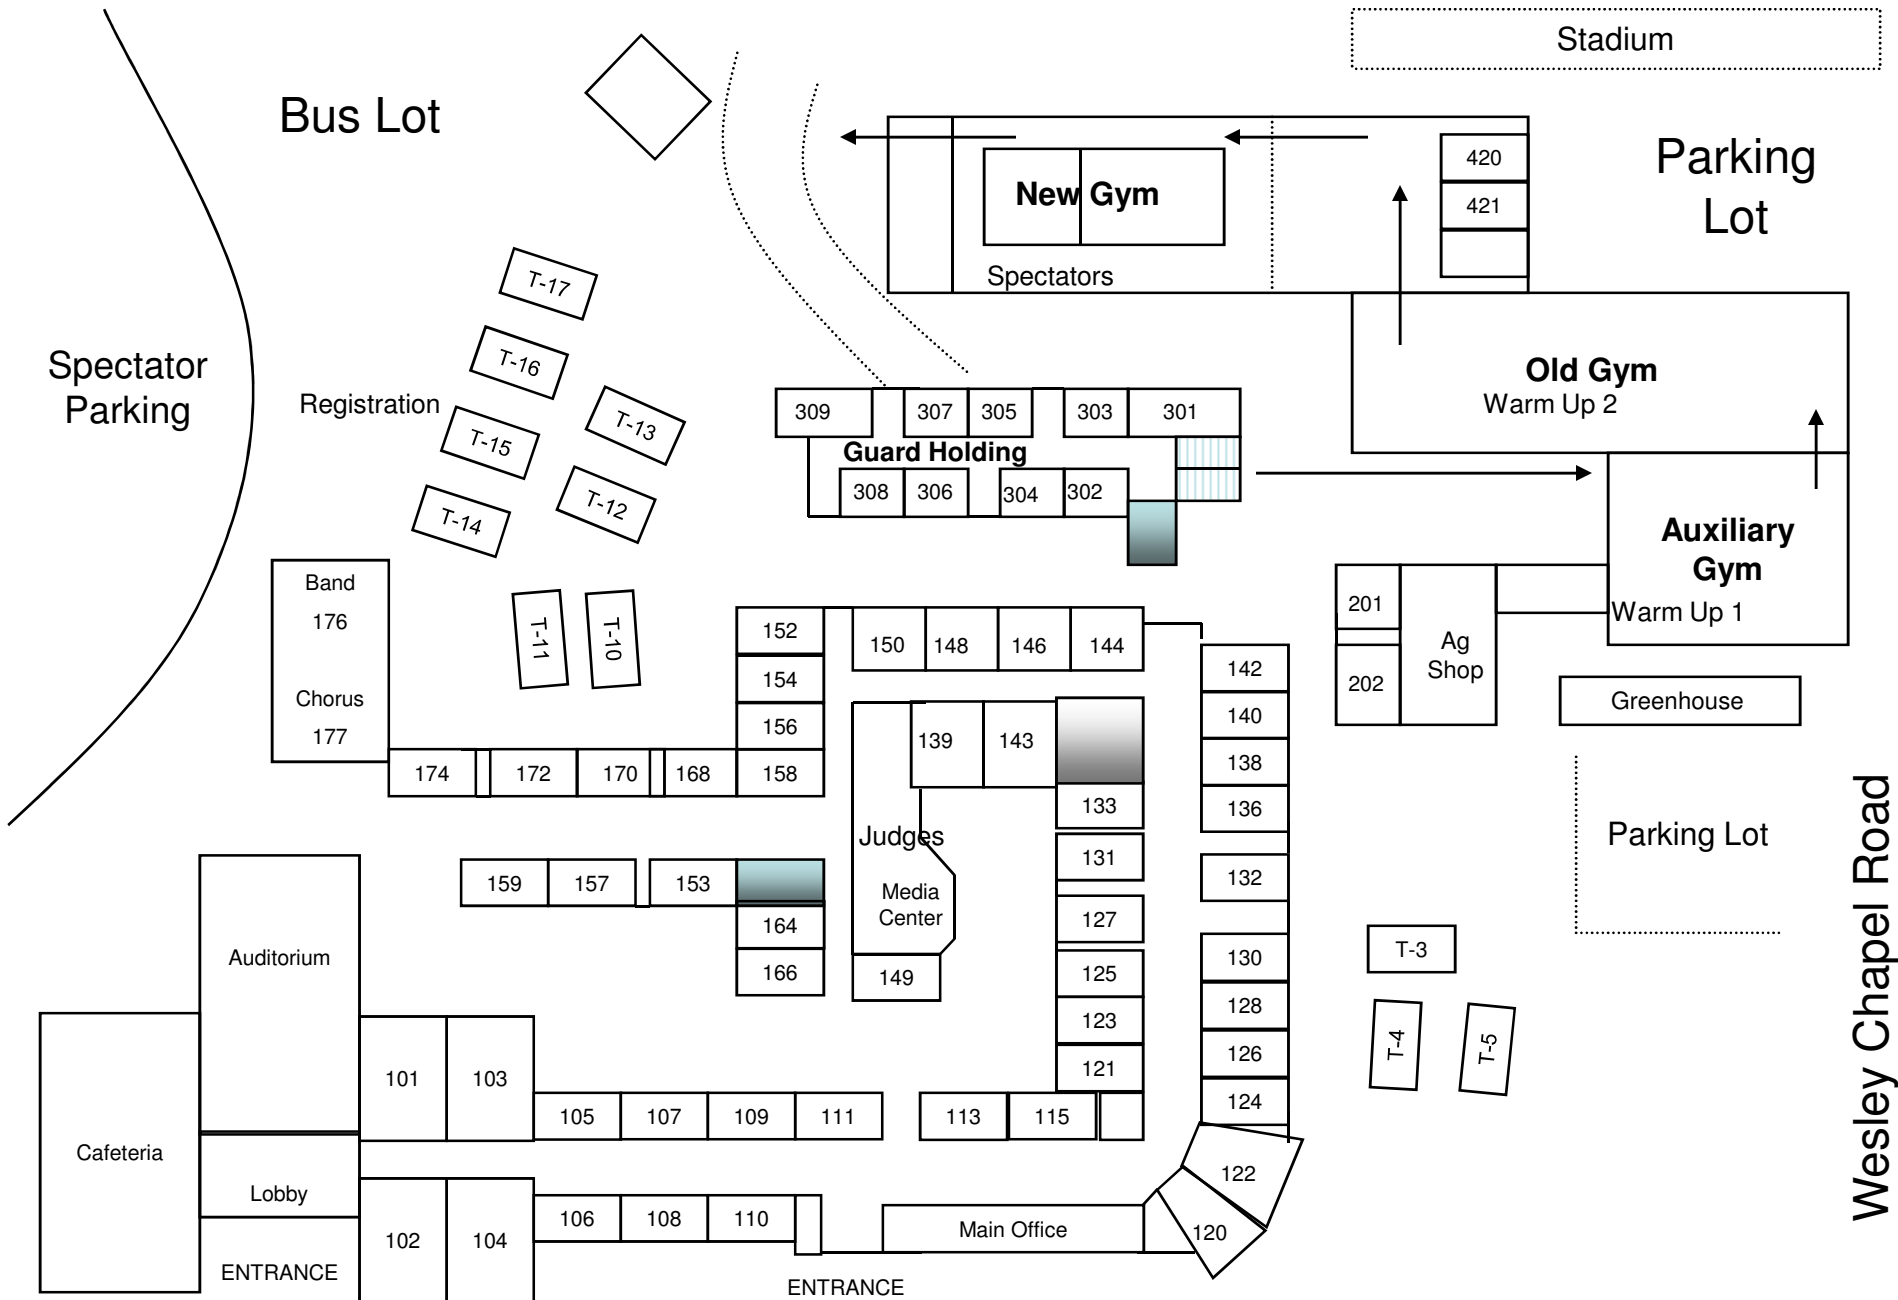 Stadium
Bus Lot
Parking
Lot
420
421
New Gym
Spectators
T-17
T-16
T-15
T-14
T-13
T-12
Spectator
Parking
Registration
Old Gym
Warm Up 2
309
307
305
303
301
Guard Holding
308
306
304
302
Auxiliary
Gym
Warm Up 1
Band
176
Chorus
177
T-11
T-10
152
154
156
158
150
148
146
144
201
202
Ag
Shop
Greenhouse
142
140
138
136
132
130
128
126
124
139
143
133
131
127
125
123
121
174
172
170
168
Judges
Media
Center
149
159
157
153
164
166
Parking Lot
Wesley Chapel Road
T-3
T-4
T-5
Auditorium
Cafeteria
Lobby
101
103
105
107
109
111
113
115
102
104
106
108
110
Main Office
122
120
ENTRANCE
ENTRANCE